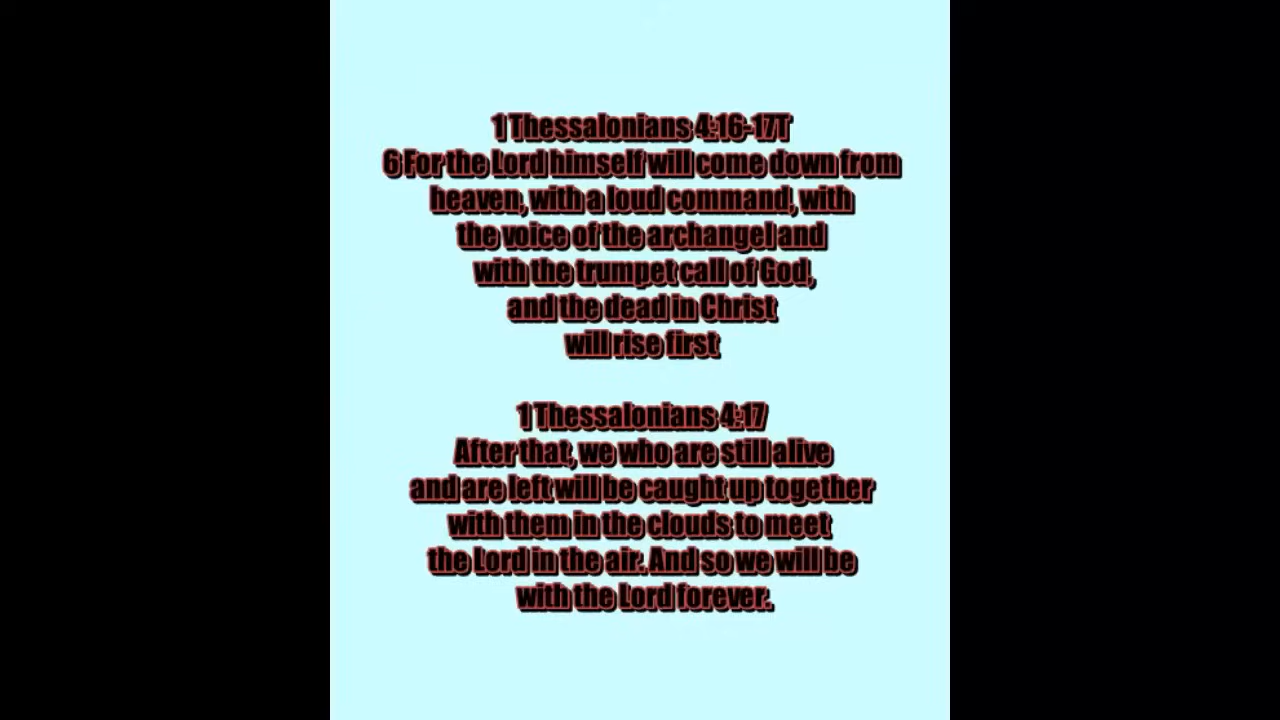 1 Thessalonians 4:16-17T
6 For the Lord himself will come down from
heaven, with a loud command, with
the voice of the archangel and
with the trumpet call of God,
and the dead in Christ
will rise first
1 Thessalonians 4:17
After that, we who are still alive
and are left will be caught up together
with them in the clouds to meet
the Lord in the air. And so we will be
with the Lord forever.